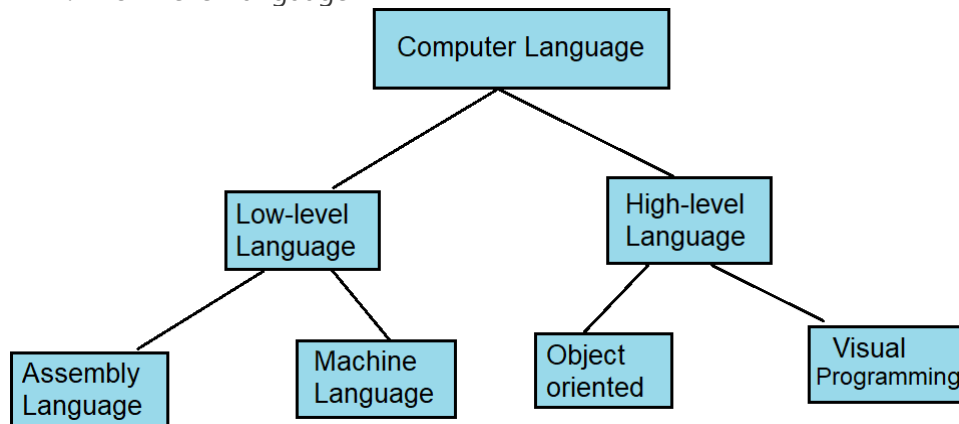 Computer Language
Low-level
Language
High-level
Language
Assembly
Language
Machine
Language
Object
oriented
Visual
Programming